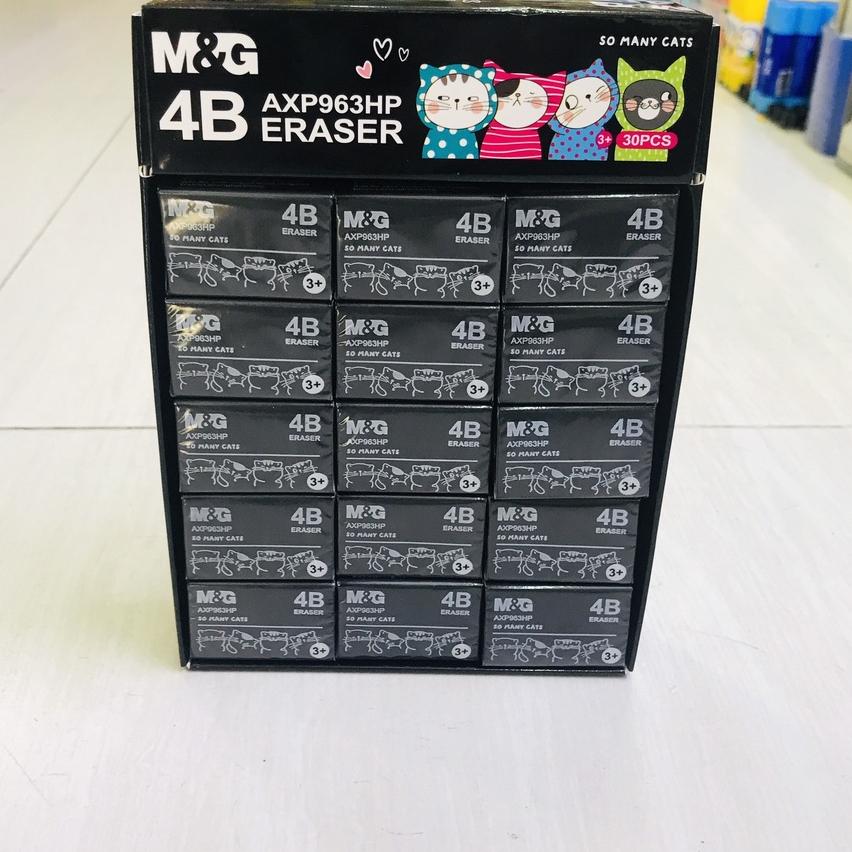 M&G
SO MANY CATS
4B AXP963HP
ERASER
3+ 30PCS
M&G 4B
AXP963HP ERASER
SO MANY CATS
3+
M&G 4B
AXP963HP ERASER
SO MANY CATS
3+
M&G 4B
AXP963HP ERASER
SO MANY CATS
3+
M&G 4B
AXP963HP ERASER
SO MANY CATS
3+
M&G 4B
AXP963HP ERASER
SO MANY CATS
3+
M&G 4B
AXP963HP ERASER
SO MANY CATS
3+
M&G 4B
AXP963HP ERASER
SO MANY CATS
3+
M&G 4B
AXP963HP ERASER
SO MANY CATS
3+
M&G 4B
AXP963HP ERASER
SO MANY CATS
3+
M&G 4B
AXP963HP ERASER
SO MANY CATS
3+
M&G 4B
AXP963HP ERASER
SO MANY CATS
3+
M&G 4B
AXP963HP ERASER
SO MANY CATS
3+
M&G 4B
AXP963HP ERASER
SO MANY CATS
3+
M&G 4B
AXP963HP ERASER
SO MANY CATS
3+
M&G 4B
AXP963HP ERASER
SO MANY CATS
3+